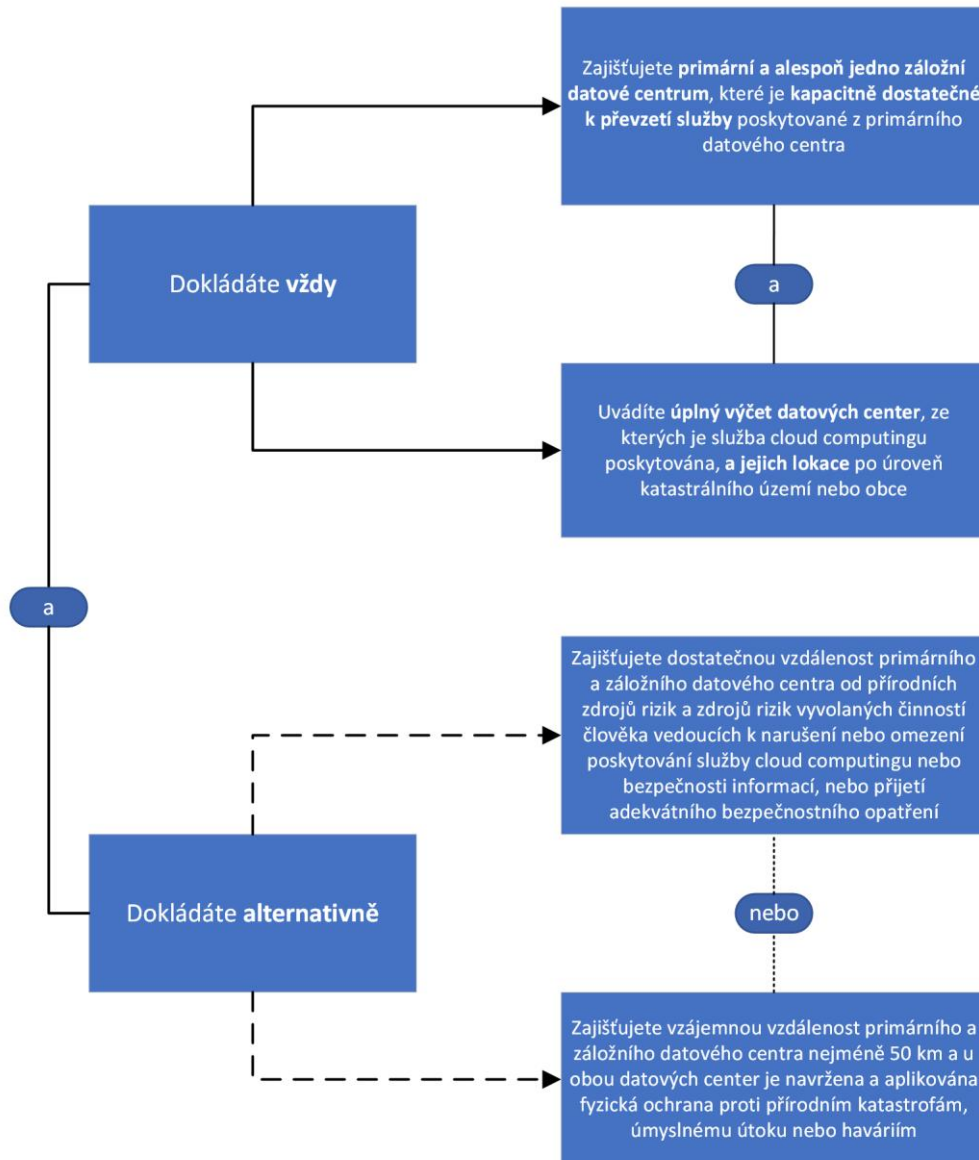 Zajišťujete primární a alespoň jedno záložní
datové centrum, které je kapacitně dostatečné
k převzetí služby poskytované z primárního
datového centra
Dokládáte vždy
a
Uvádíte úplný výčet datových center, ze
kterých je služba cloud computingu
poskytována, a jejich lokace po úroveň
katastrálního území nebo obce
a
Zajišťujete dostatečnou vzdálenost primárního
a záložního datového centra od přírodních
zdrojů rizik a zdrojů rizik vyvolaných činností
člověka vedoucích k narušení nebo omezení
poskytování služby cloud computingu nebo
bezpečnosti informací, nebo přijetí
adekvátního bezpečnostního opatření
Dokládáte alternativně
nebo
Zajišťujete vzájemnou vzdálenost primárního a
záložního datového centra nejméně 50 km a u
obou datových center je navržena a aplikována
fyzická ochrana proti přírodním katastrofám,
úmyslnému útoku nebo haváriím